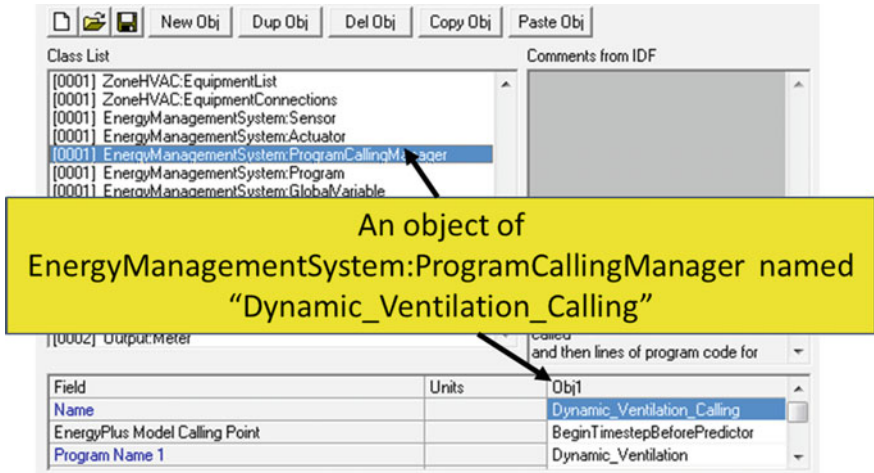 New Obj Dup Obj Del Obj Copy Obj Paste Obj
Class List
Comments from IDF
[0001] ZoneHVAC:EquipmentList
[0001] ZoneHVAC:EquipmentConnections
[0001] EnergyManagementSystem:Sensor
[0001] EnergyManagementSystem:Actuator
[0001] EnergyManagementSystem:ProgramCallingManager
[0001] EnergyManagementSystem:Program
[0001] EnergyManagementSystem:GlobalVariable
An object of
EnergyManagementSystem:ProgramCallingManager named
“Dynamic_Ventilation_Calling”
[0002] Output:Meter
called
and then lines of program code for
Field Units Obj1
Name Dynamic_Ventilation_Calling
EnergyPlus Model Calling Point BeginTimestepBeforePredictor
Program Name 1 Dynamic_Ventilation